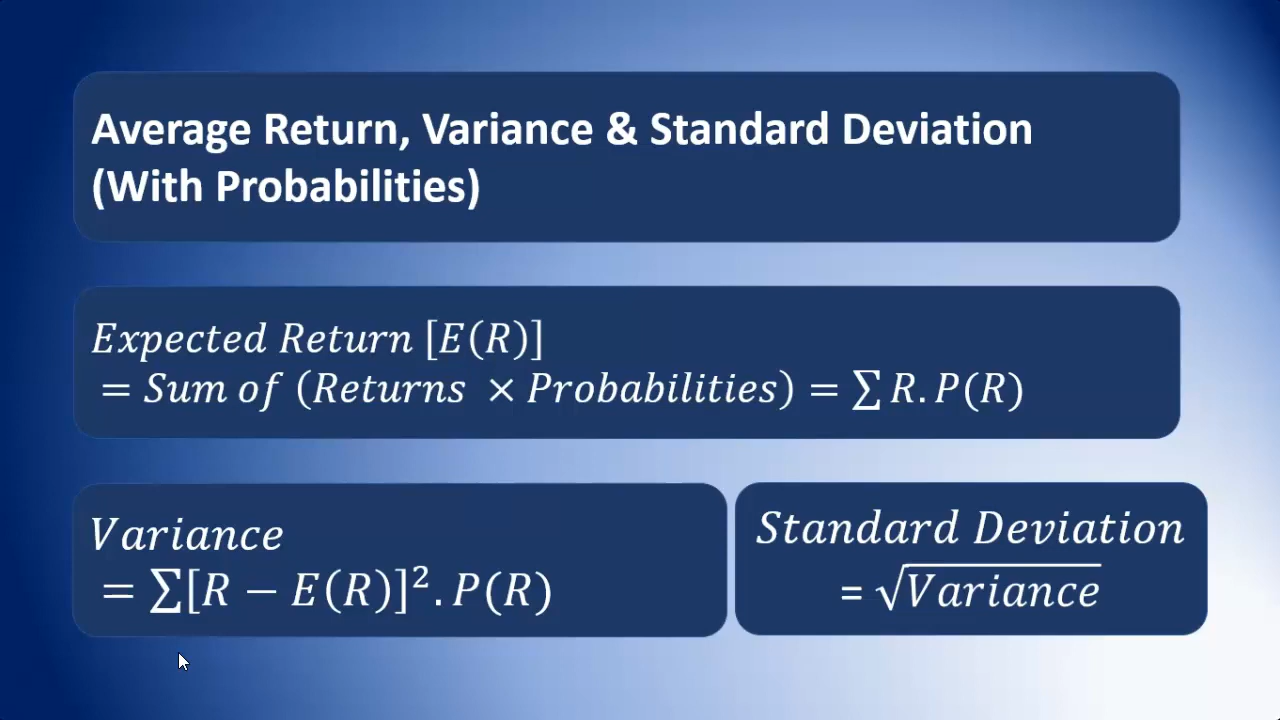 Average Return, Variance & Standard Deviation
(With Probabilities)
Expected Return [E(R)]
= Sum of (Returns × Probabilities) = ∑ R. P(R)
Variance
= ∑[R − E(R)]². P(R)
Standard Deviation
= √Variance